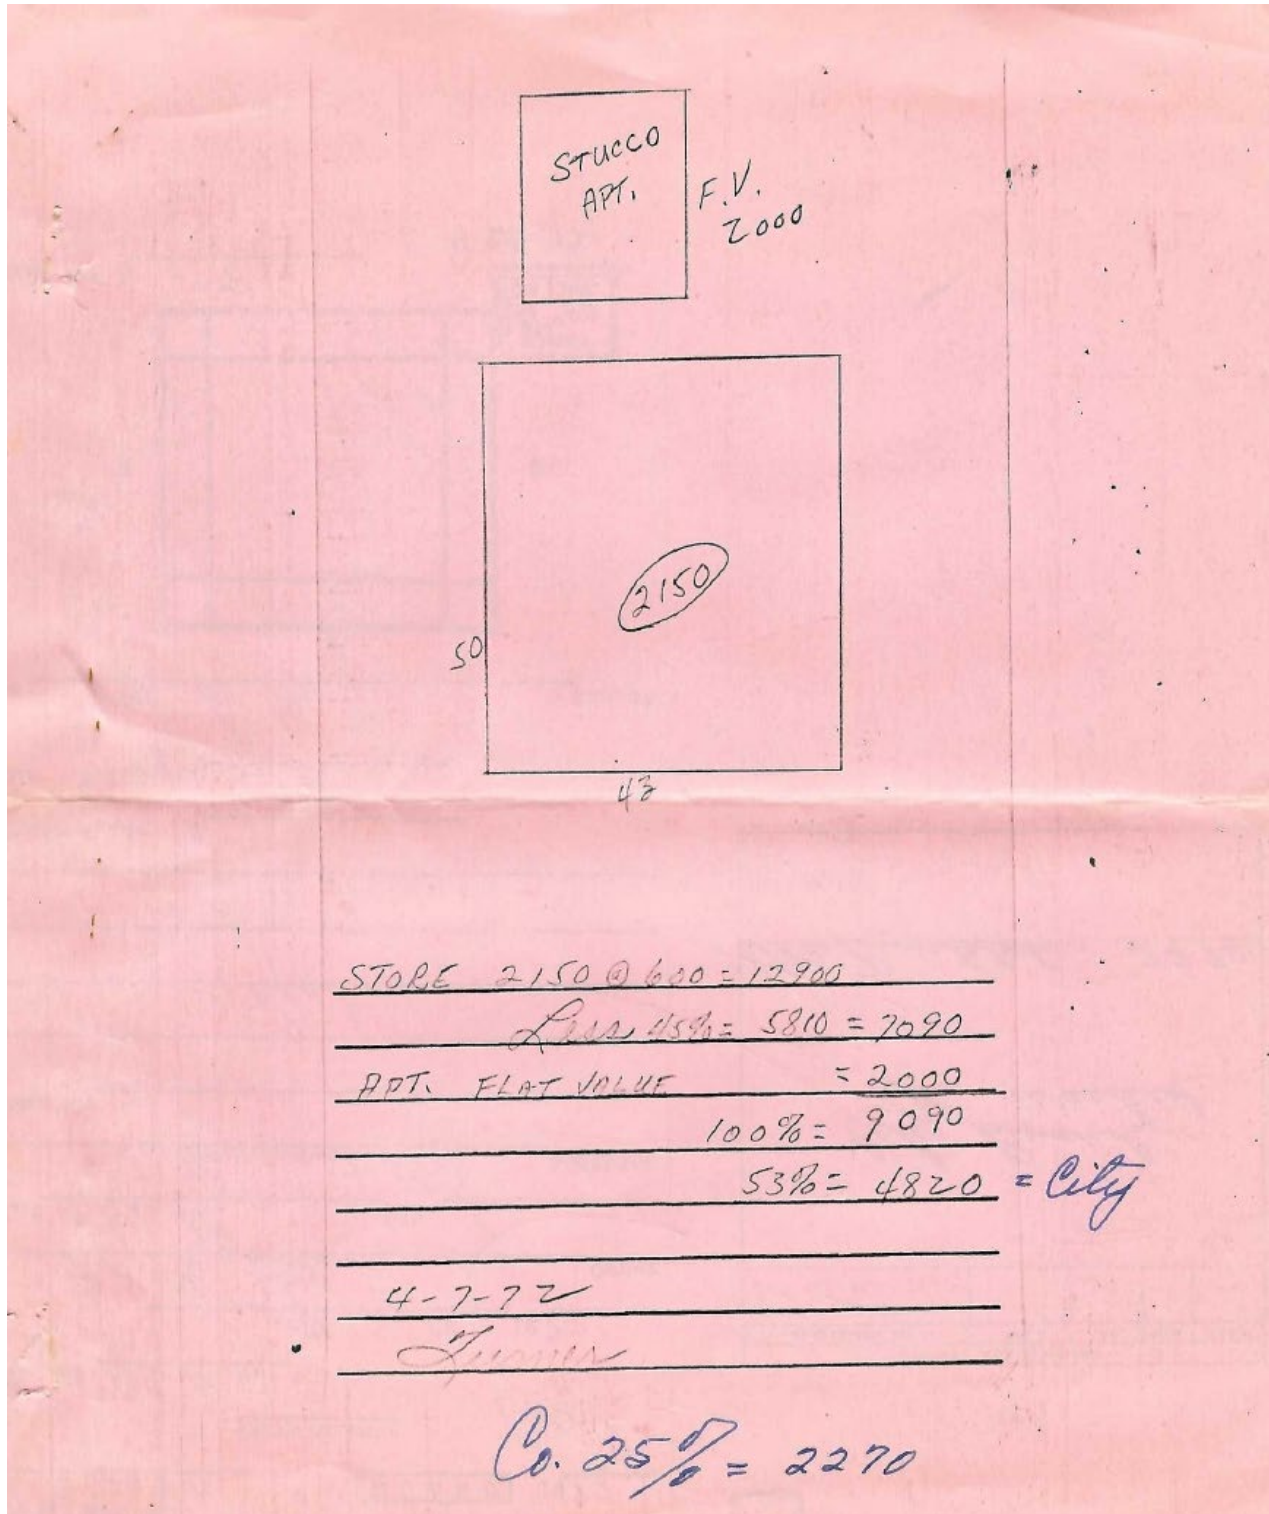 STUCCO
APT.
F.V.
2000
2150
50
43
STORE 2150 @ 600 = 12900
Less 45% = 5810 = 7090
APT. FLAT VALUE = 2000
100% = 9090
53% = 4820 = City
4-7-72
Turner
Co. 25% = 2270